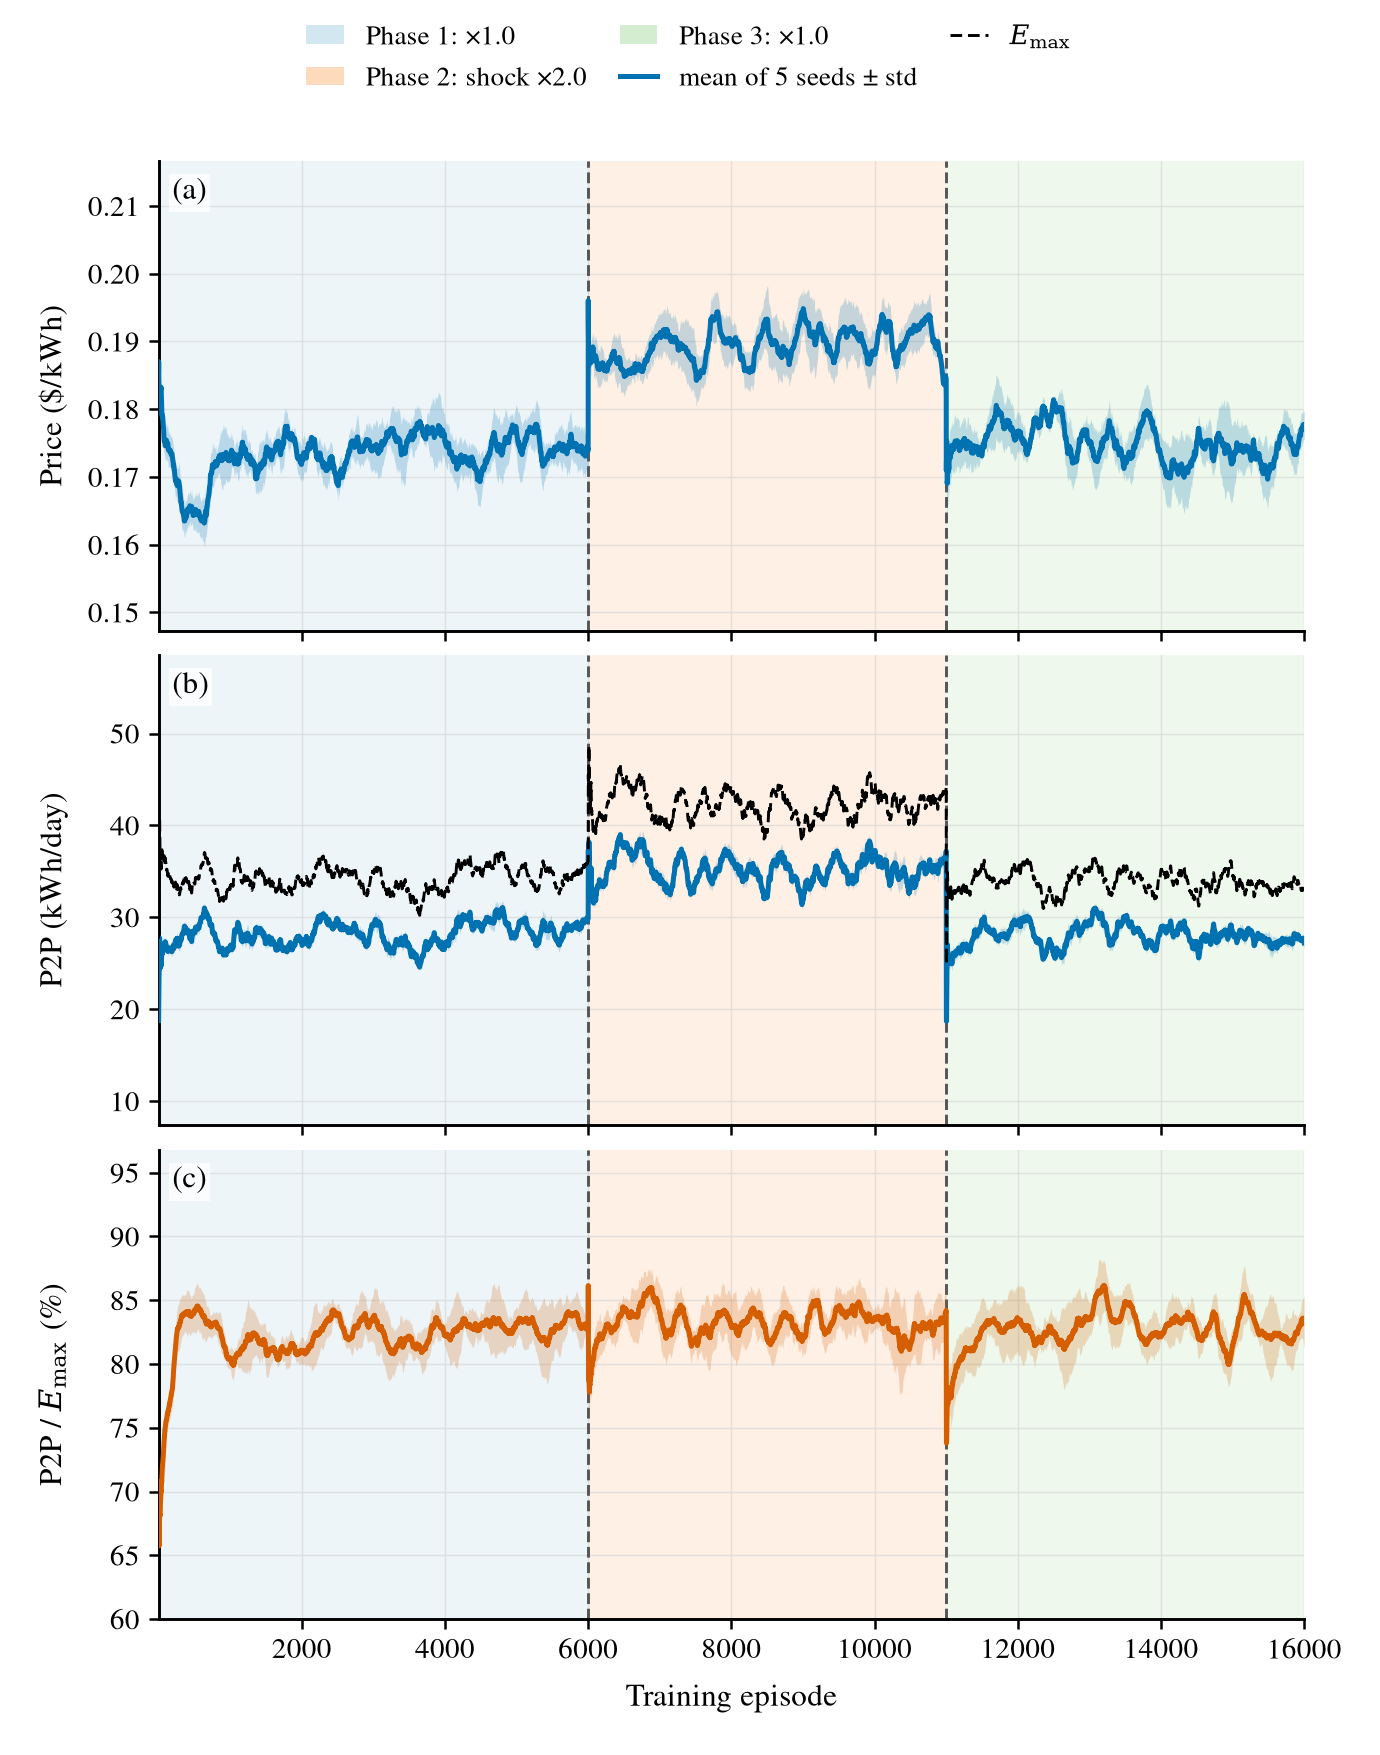 Phase 1: ×1.0
Phase 2: shock ×2.0
Phase 3: ×1.0
mean of 5 seeds ± std
E_max
(a)
0.21
0.20
0.19
0.18
0.17
0.16
0.15
Price ($/kWh)
(b)
50
40
30
20
10
P2P (kWh/day)
(c)
95
90
85
80
75
70
65
60
P2P / E_max (%)
2000 4000 6000 8000 10000 12000 14000 16000
Training episode